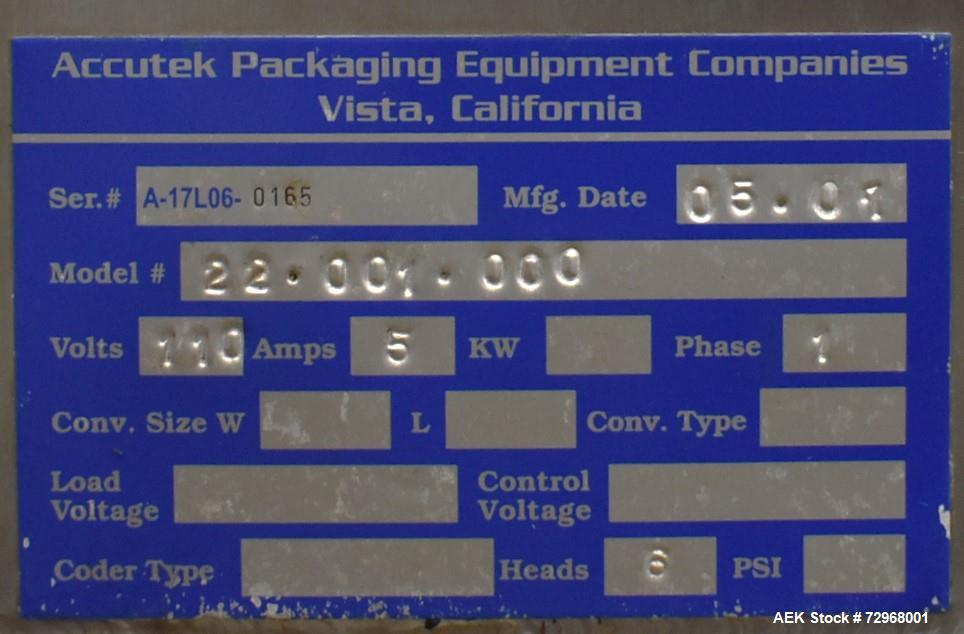 Accutek Packaging Equipment Companies
Vista, California
Ser.# A-17L06- 0165 Mfg. Date 05.01
Model # 22.001.000
Volts 110 Amps 5 KW Phase 1
Conv. Size W L Conv. Type
Load Voltage Control Voltage
Coder Type Heads 6 PSI
AEK Stock # 72968001